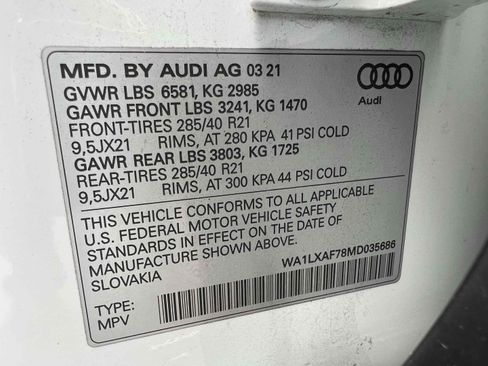 MFD. BY AUDI AG 03 21
GVWR LBS 6581, KG 2985
GAWR FRONT LBS 3241, KG 1470
FRONT-TIRES 285/40 R21
9,5JX21 RIMS, AT 280 KPA 41 PSI COLD
GAWR REAR LBS 3803, KG 1725
REAR-TIRES 285/40 R21
9,5JX21 RIMS, AT 300 KPA 44 PSI COLD
THIS VEHICLE CONFORMS TO ALL APPLICABLE
U.S. FEDERAL MOTOR VEHICLE SAFETY
STANDARDS IN EFFECT ON THE DATE OF
MANUFACTURE SHOWN ABOVE.
SLOVAKIA
WA1LXAF78MD035686
TYPE:
MPV
Audi